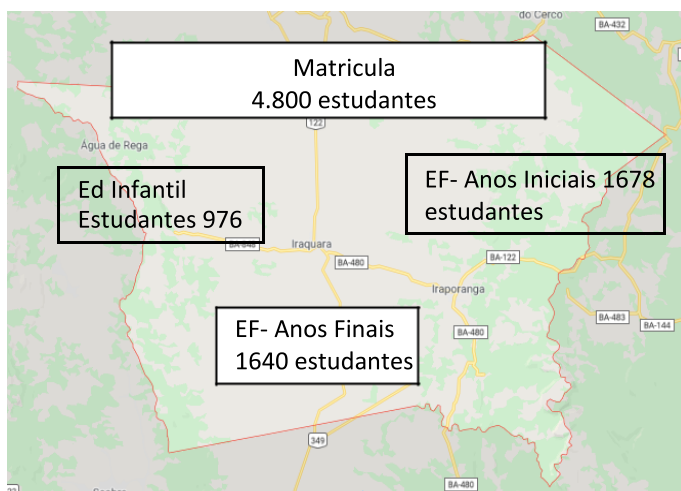 do Cerco
BA-432
Matricula
4.800 estudantes
122
Água de Rega
Ed Infantil
Estudantes 976
EF- Anos Iniciais 1678
estudantes
BA-848
Iraquara
BA-480
BA-122
Iraporanga
EF- Anos Finais
1640 estudantes
BA-480
BA-483
BA-144
349
BA-480